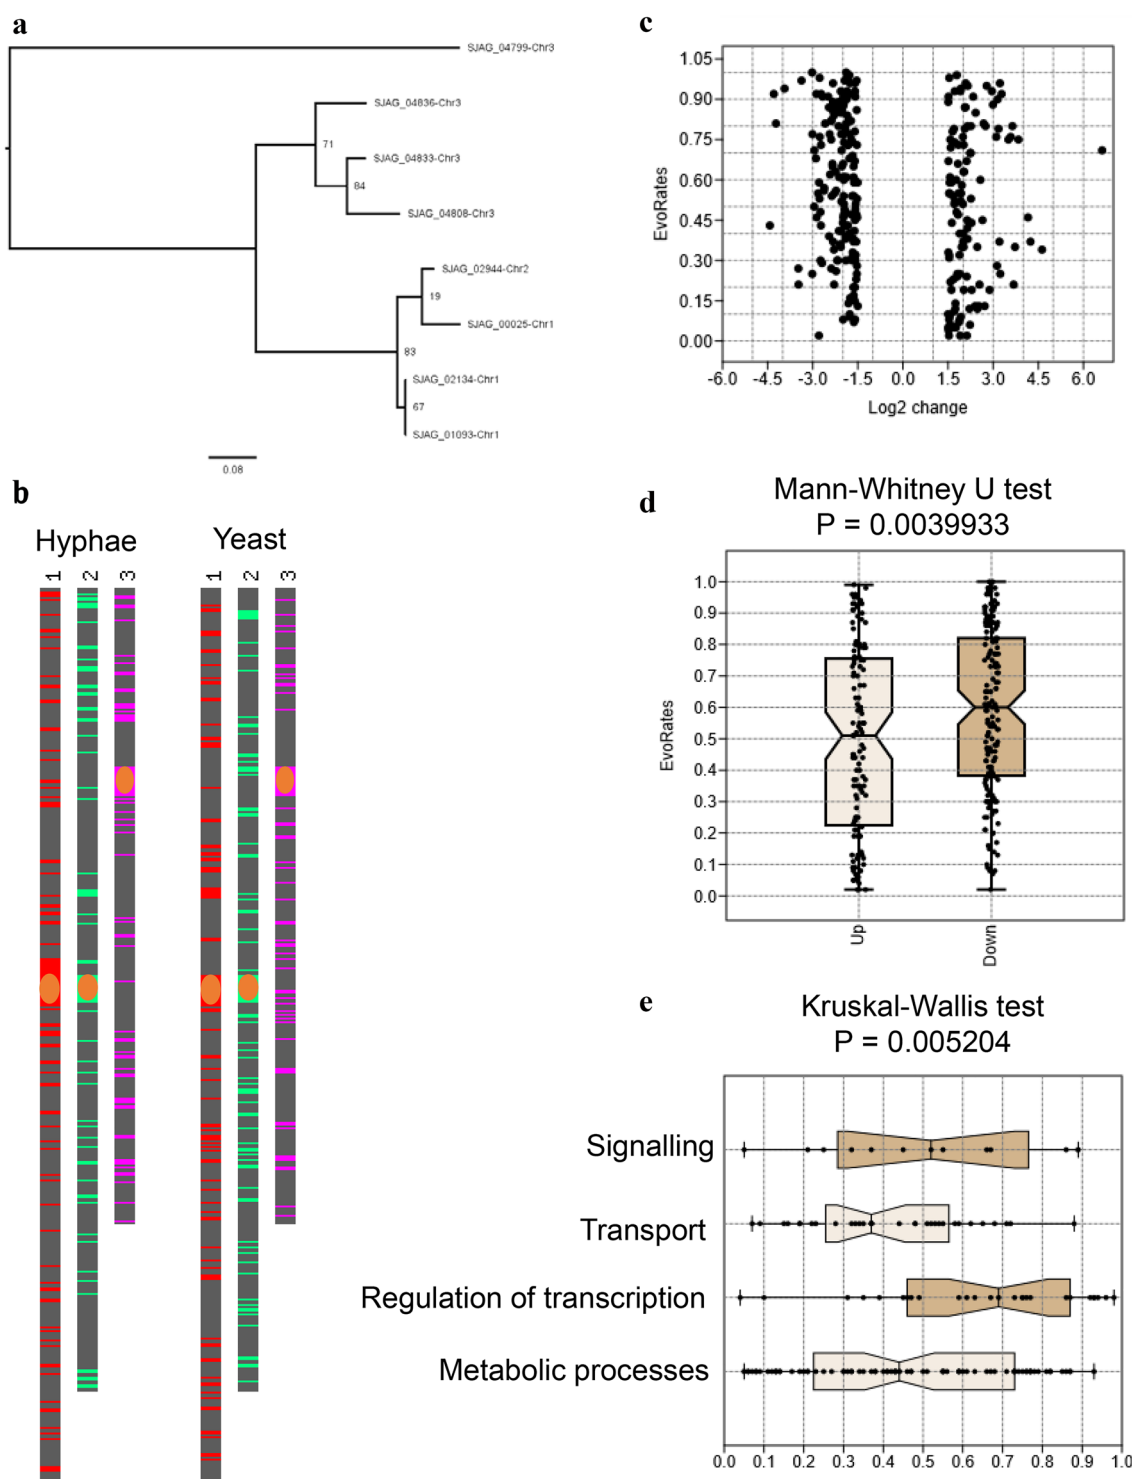 a
SJAG_04799-Chr3
SJAG_04836-Chr3
71
SJAG_04833-Chr3
84
SJAG_04808-Chr3
SJAG_02944-Chr2
19
SJAG_00025-Chr1
83
SJAG_02134-Chr1
67
SJAG_01093-Chr1
0.08
b
Hyphae Yeast
1 2 3 1 2 3
c
1.05
0.90
0.75
0.60
0.45
0.30
0.15
0.00
EvoRates
-6.0 -4.5 -3.0 -1.5 0.0 1.5 3.0 4.5 6.0
Log2 change
d
Mann-Whitney U test
P = 0.0039933
1.0
0.9
0.8
0.7
0.6
0.5
0.4
0.3
0.2
0.1
0.0
EvoRates
Up Down
e
Kruskal-Wallis test
P = 0.005204
Signalling
Transport
Regulation of transcription
Metabolic processes
0.0 0.1 0.2 0.3 0.4 0.5 0.6 0.7 0.8 0.9 1.0